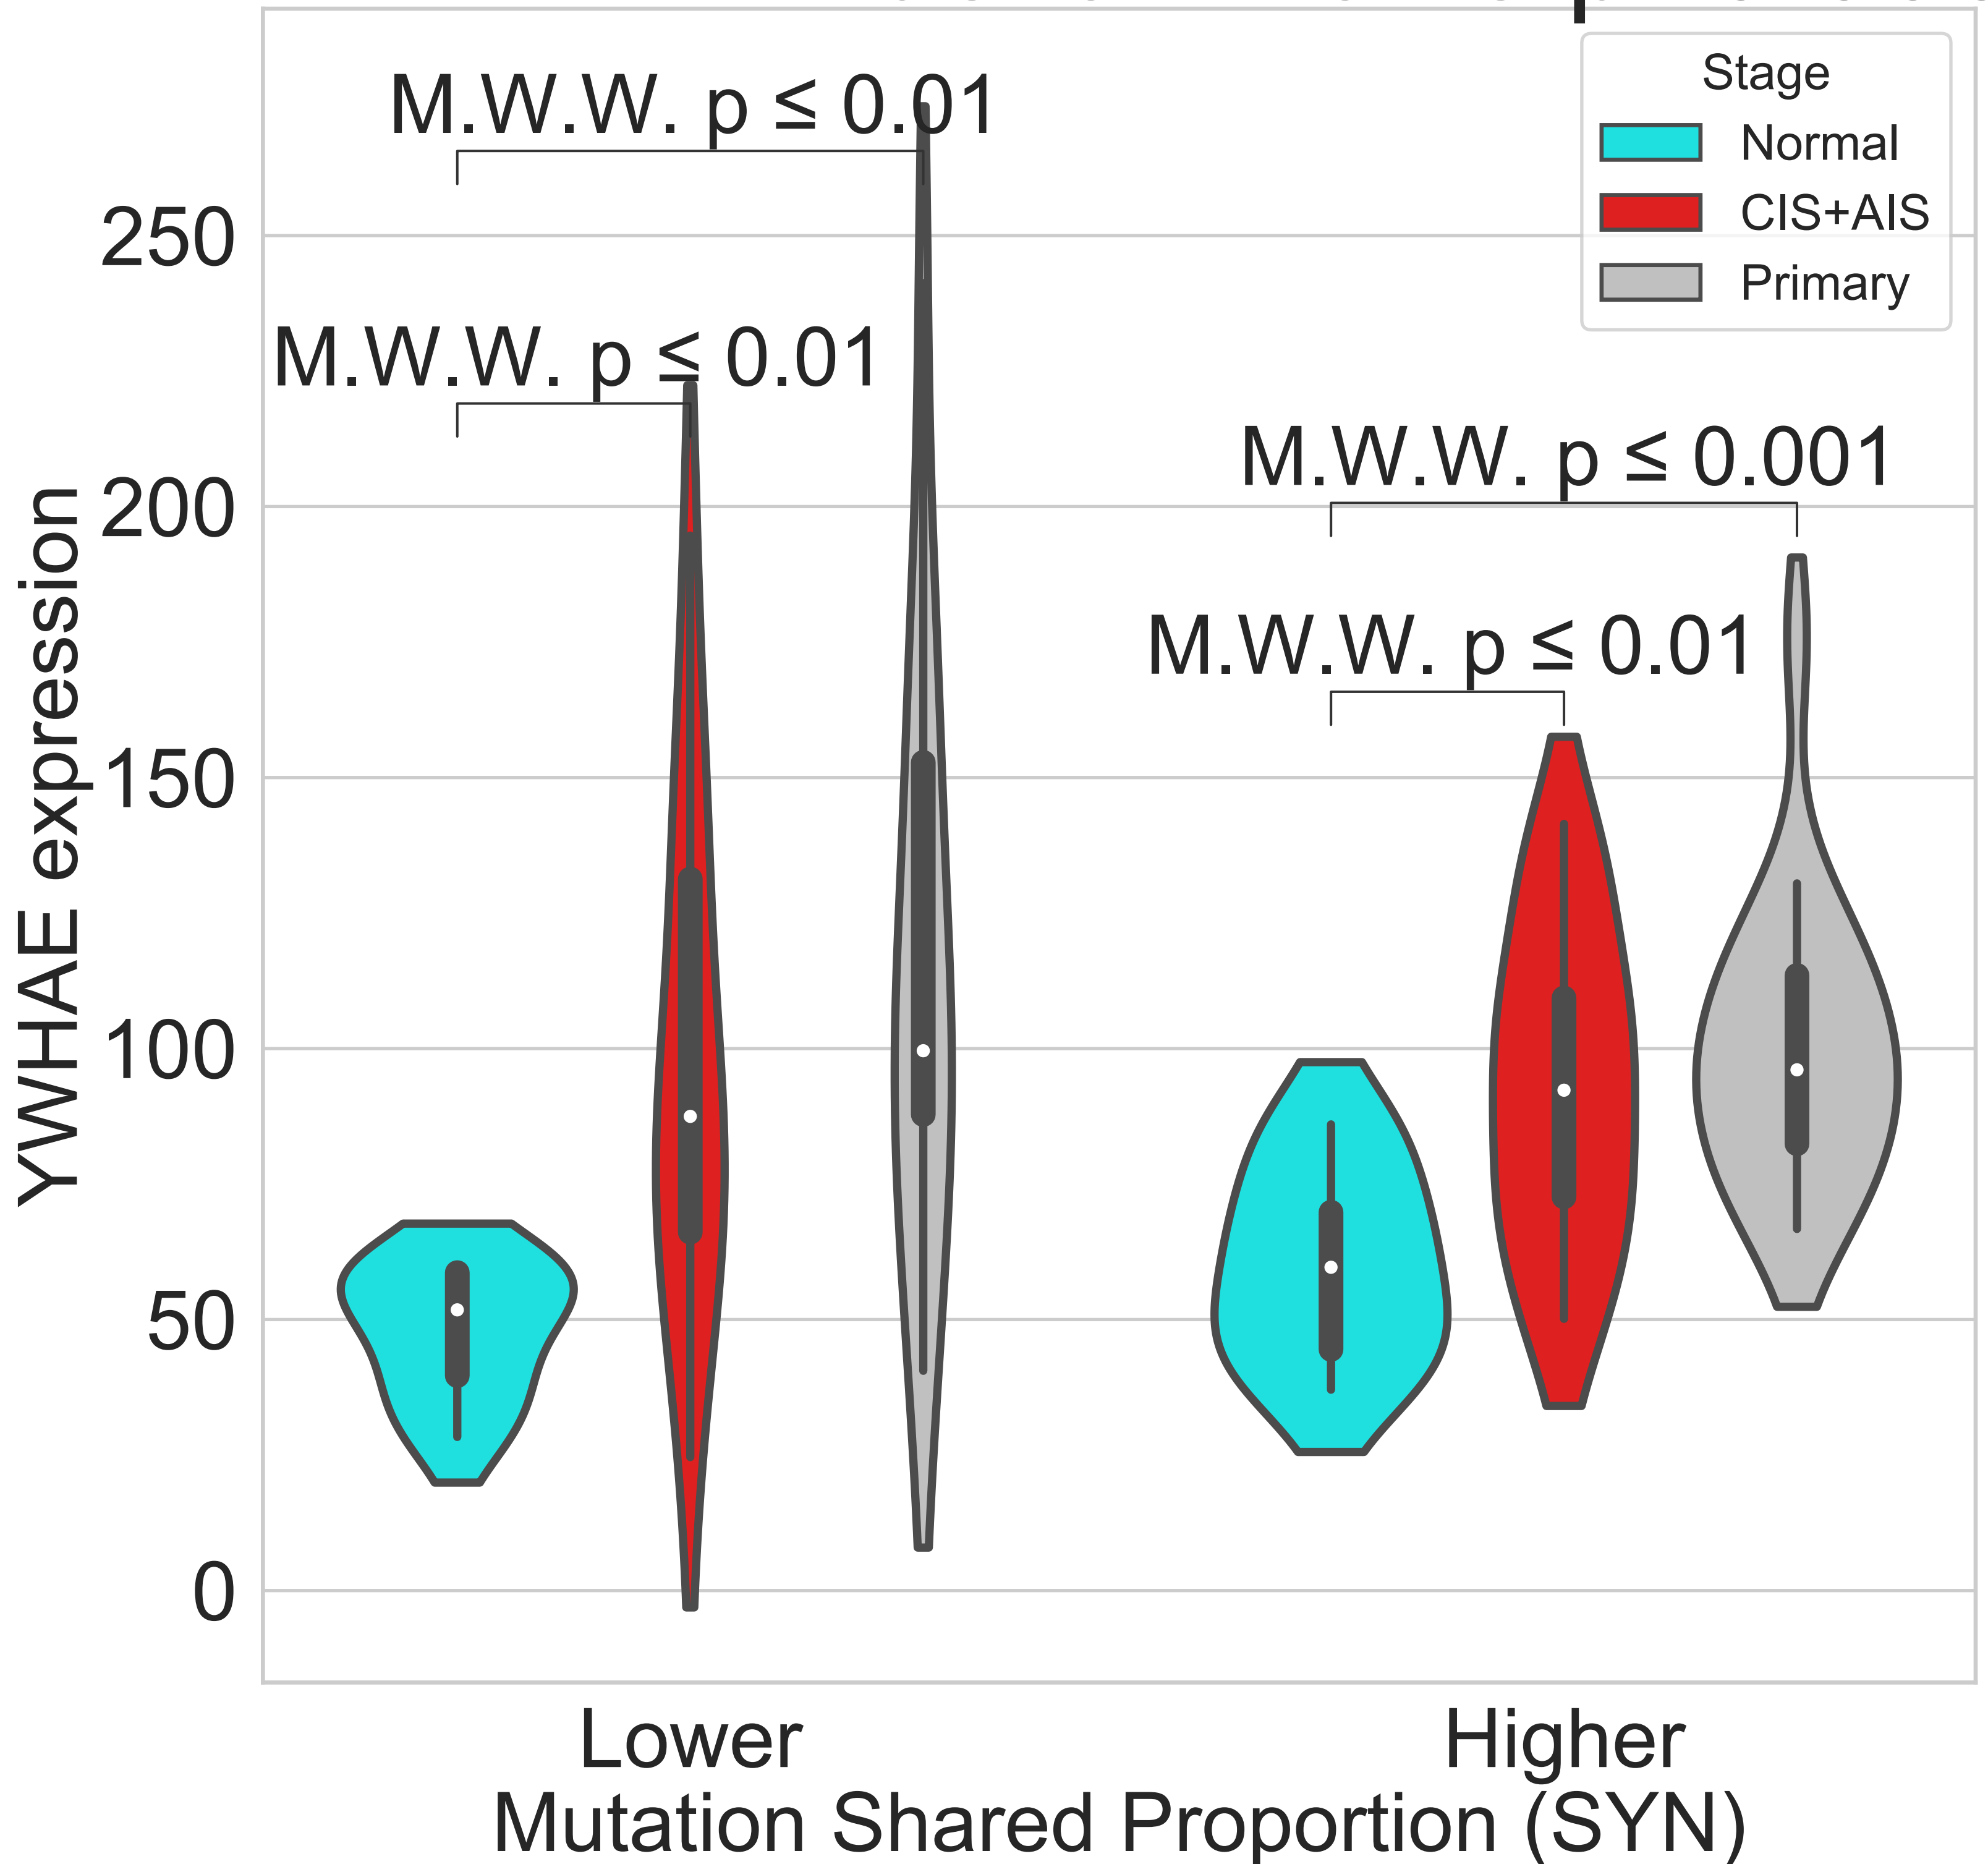 Stage
Normal
CIS+AIS
Primary
M.W.W. p ≤ 0.01
M.W.W. p ≤ 0.01
M.W.W. p ≤ 0.001
M.W.W. p ≤ 0.01
YWHAE expression
250
200
150
100
50
0
Lower
Higher
Mutation Shared Proportion (SYN)